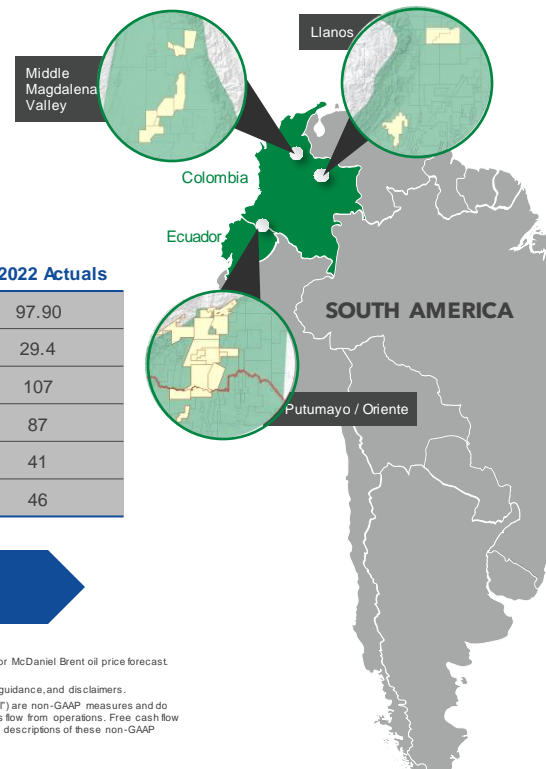 Llanos
Middle
Magdalena
Valley
Colombia
Ecuador
2022 Actuals
97.90
29.4
107
87
41
46
SOUTH AMERICA
Putumayo / Oriente
or McDaniel Brent oil price forecast.
guidance, and disclaimers.
") are non-GAAP measures and do
s flow from operations. Free cash flow
descriptions of these non-GAAP